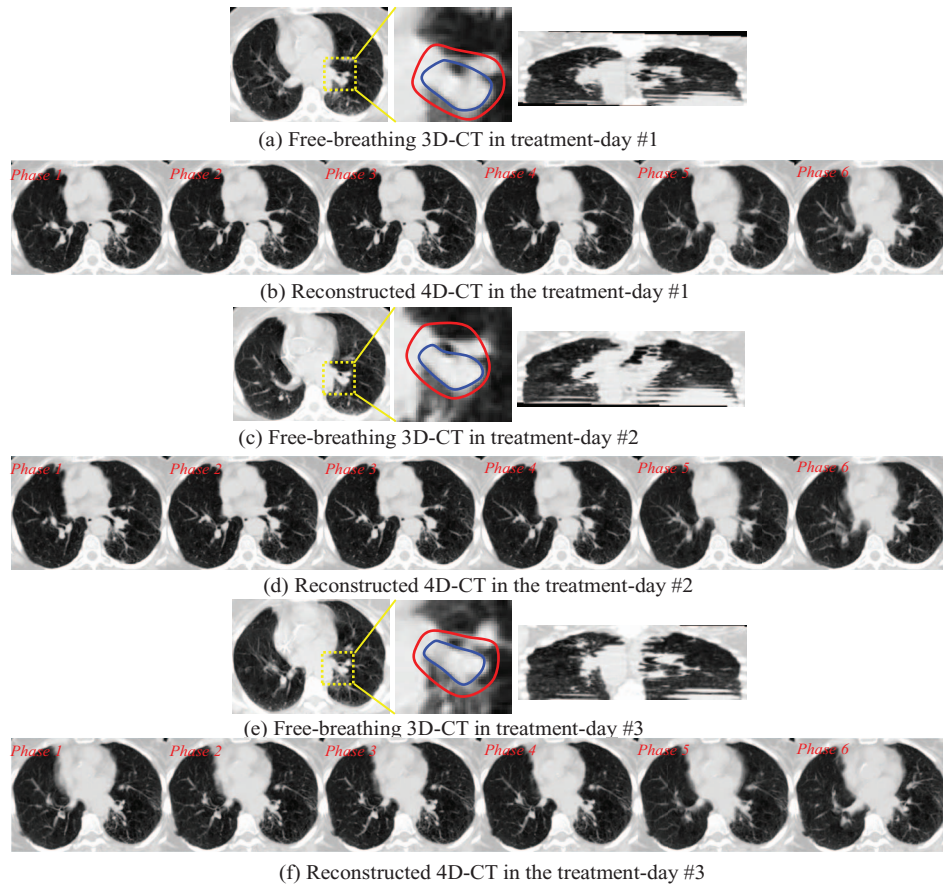 (a) Free-breathing 3D-CT in treatment-day #1
Phase 1 Phase 2 Phase 3 Phase 4 Phase 5 Phase 6
(b) Reconstructed 4D-CT in the treatment-day #1
(c) Free-breathing 3D-CT in treatment-day #2
Phase 1 Phase 2 Phase 3 Phase 4 Phase 5 Phase 6
(d) Reconstructed 4D-CT in the treatment-day #2
(e) Free-breathing 3D-CT in treatment-day #3
Phase 1 Phase 2 Phase 3 Phase 4 Phase 5 Phase 6
(f) Reconstructed 4D-CT in the treatment-day #3